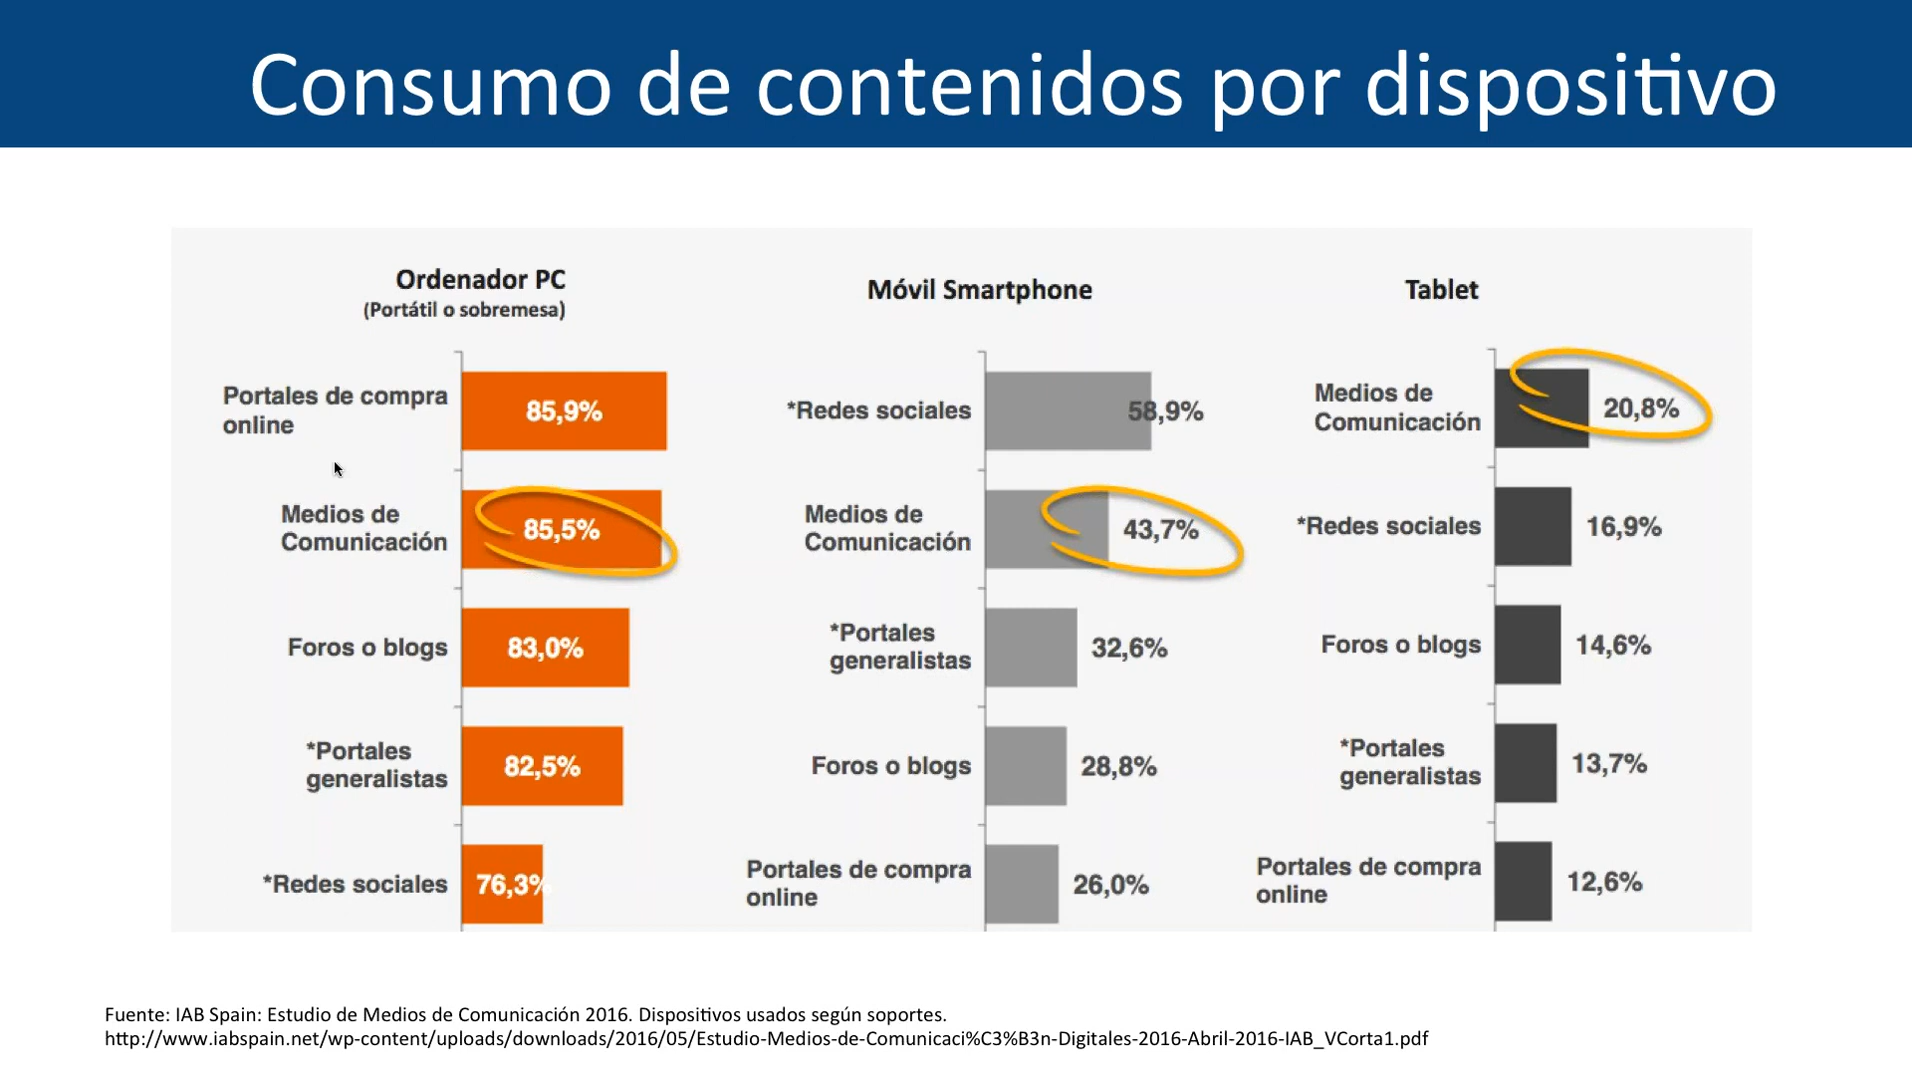 Consumo de contenidos por dispositivo
Ordenador PC
(Portátil o sobremesa)
Portales de compra
online
85,9%
Medios de
Comunicación
85,5%
Foros o blogs
83,0%
*Portales
generalistas
82,5%
*Redes sociales
76,3%
Móvil Smartphone
*Redes sociales
58,9%
Medios de
Comunicación
43,7%
*Portales
generalistas
32,6%
Foros o blogs
28,8%
Portales de compra
online
26,0%
Tablet
Medios de
Comunicación
20,8%
*Redes sociales
16,9%
Foros o blogs
14,6%
*Portales
generalistas
13,7%
Portales de compra
online
12,6%
Fuente: IAB Spain: Estudio de Medios de Comunicación 2016. Dispositivos usados según soportes.
http://www.iabspain.net/wp-content/uploads/downloads/2016/05/Estudio-Medios-de-Comunicaci%C3%B3n-Digitales-2016-Abril-2016-IAB_VCorta1.pdf